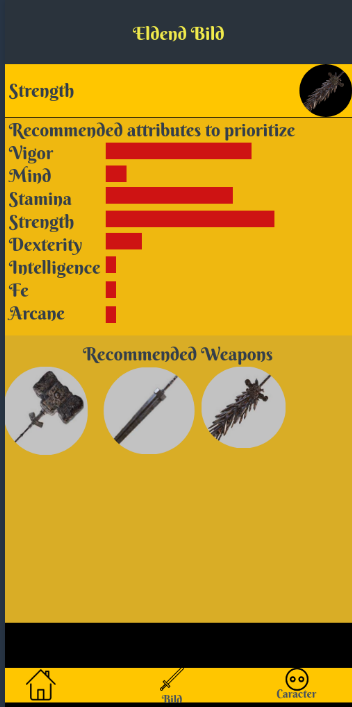 Eldend Bild
Strength
Recommended attributes to prioritize
Vigor
Mind
Stamina
Strength
Dexterity
Intelligence
Fe
Arcane
Recommended Weapons
Bild
Caracter